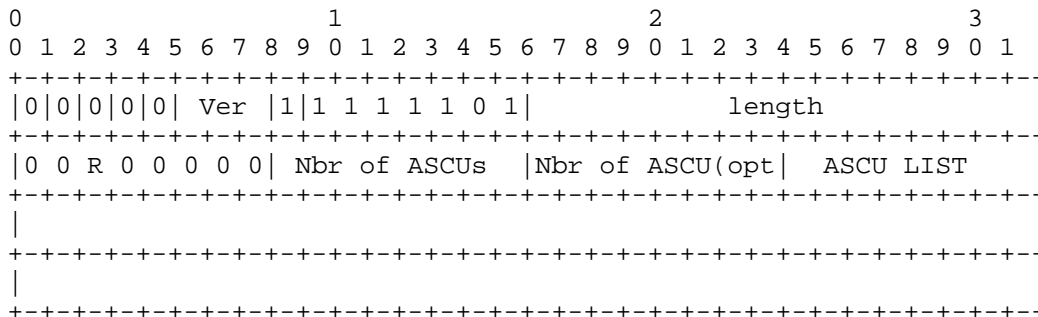 0                   1                   2                   3
0 1 2 3 4 5 6 7 8 9 0 1 2 3 4 5 6 7 8 9 0 1 2 3 4 5 6 7 8 9 0 1
+-+-+-+-+-+-+-+-+-+-+-+-+-+-+-+-+-+-+-+-+-+-+-+-+-+-+-+-+-+-+-+--
|0|0|0|0|0| Ver |1|1 1 1 1 1 0 1|            length
+-+-+-+-+-+-+-+-+-+-+-+-+-+-+-+-+-+-+-+-+-+-+-+-+-+-+-+-+-+-+-+--
|0 0 R 0 0 0 0 0| Nbr of ASCUs  |Nbr of ASCU(opt|  ASCU LIST
+-+-+-+-+-+-+-+-+-+-+-+-+-+-+-+-+-+-+-+-+-+-+-+-+-+-+-+-+-+-+-+--
|
+-+-+-+-+-+-+-+-+-+-+-+-+-+-+-+-+-+-+-+-+-+-+-+-+-+-+-+-+-+-+-+--
|
+-+-+-+-+-+-+-+-+-+-+-+-+-+-+-+-+-+-+-+-+-+-+-+-+-+-+-+-+-+-+-+--